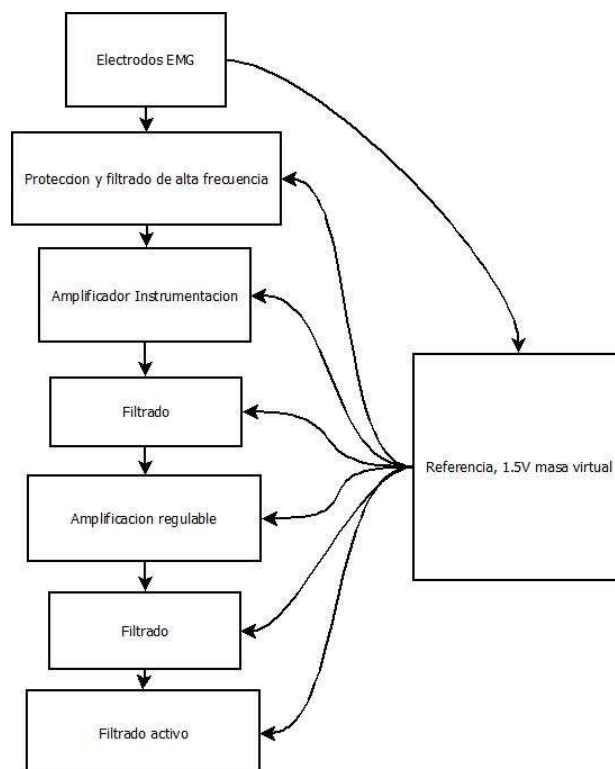 Electrodos EMG
Proteccion y filtrado de alta frecuencia
Amplificador Instrumentacion
Filtrado
Referencia, 1.5V masa virtual
Amplificacion regulable
Filtrado
Filtrado activo